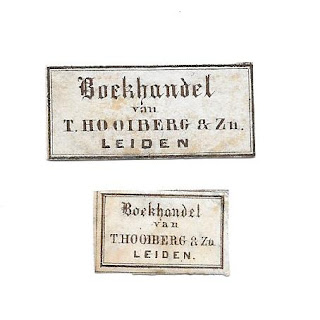 Boekhandel
van
T. HOOIBERG & Zn.
LEIDEN
Boekhandel
van
T. HOOIBERG & Zn
LEIDEN.